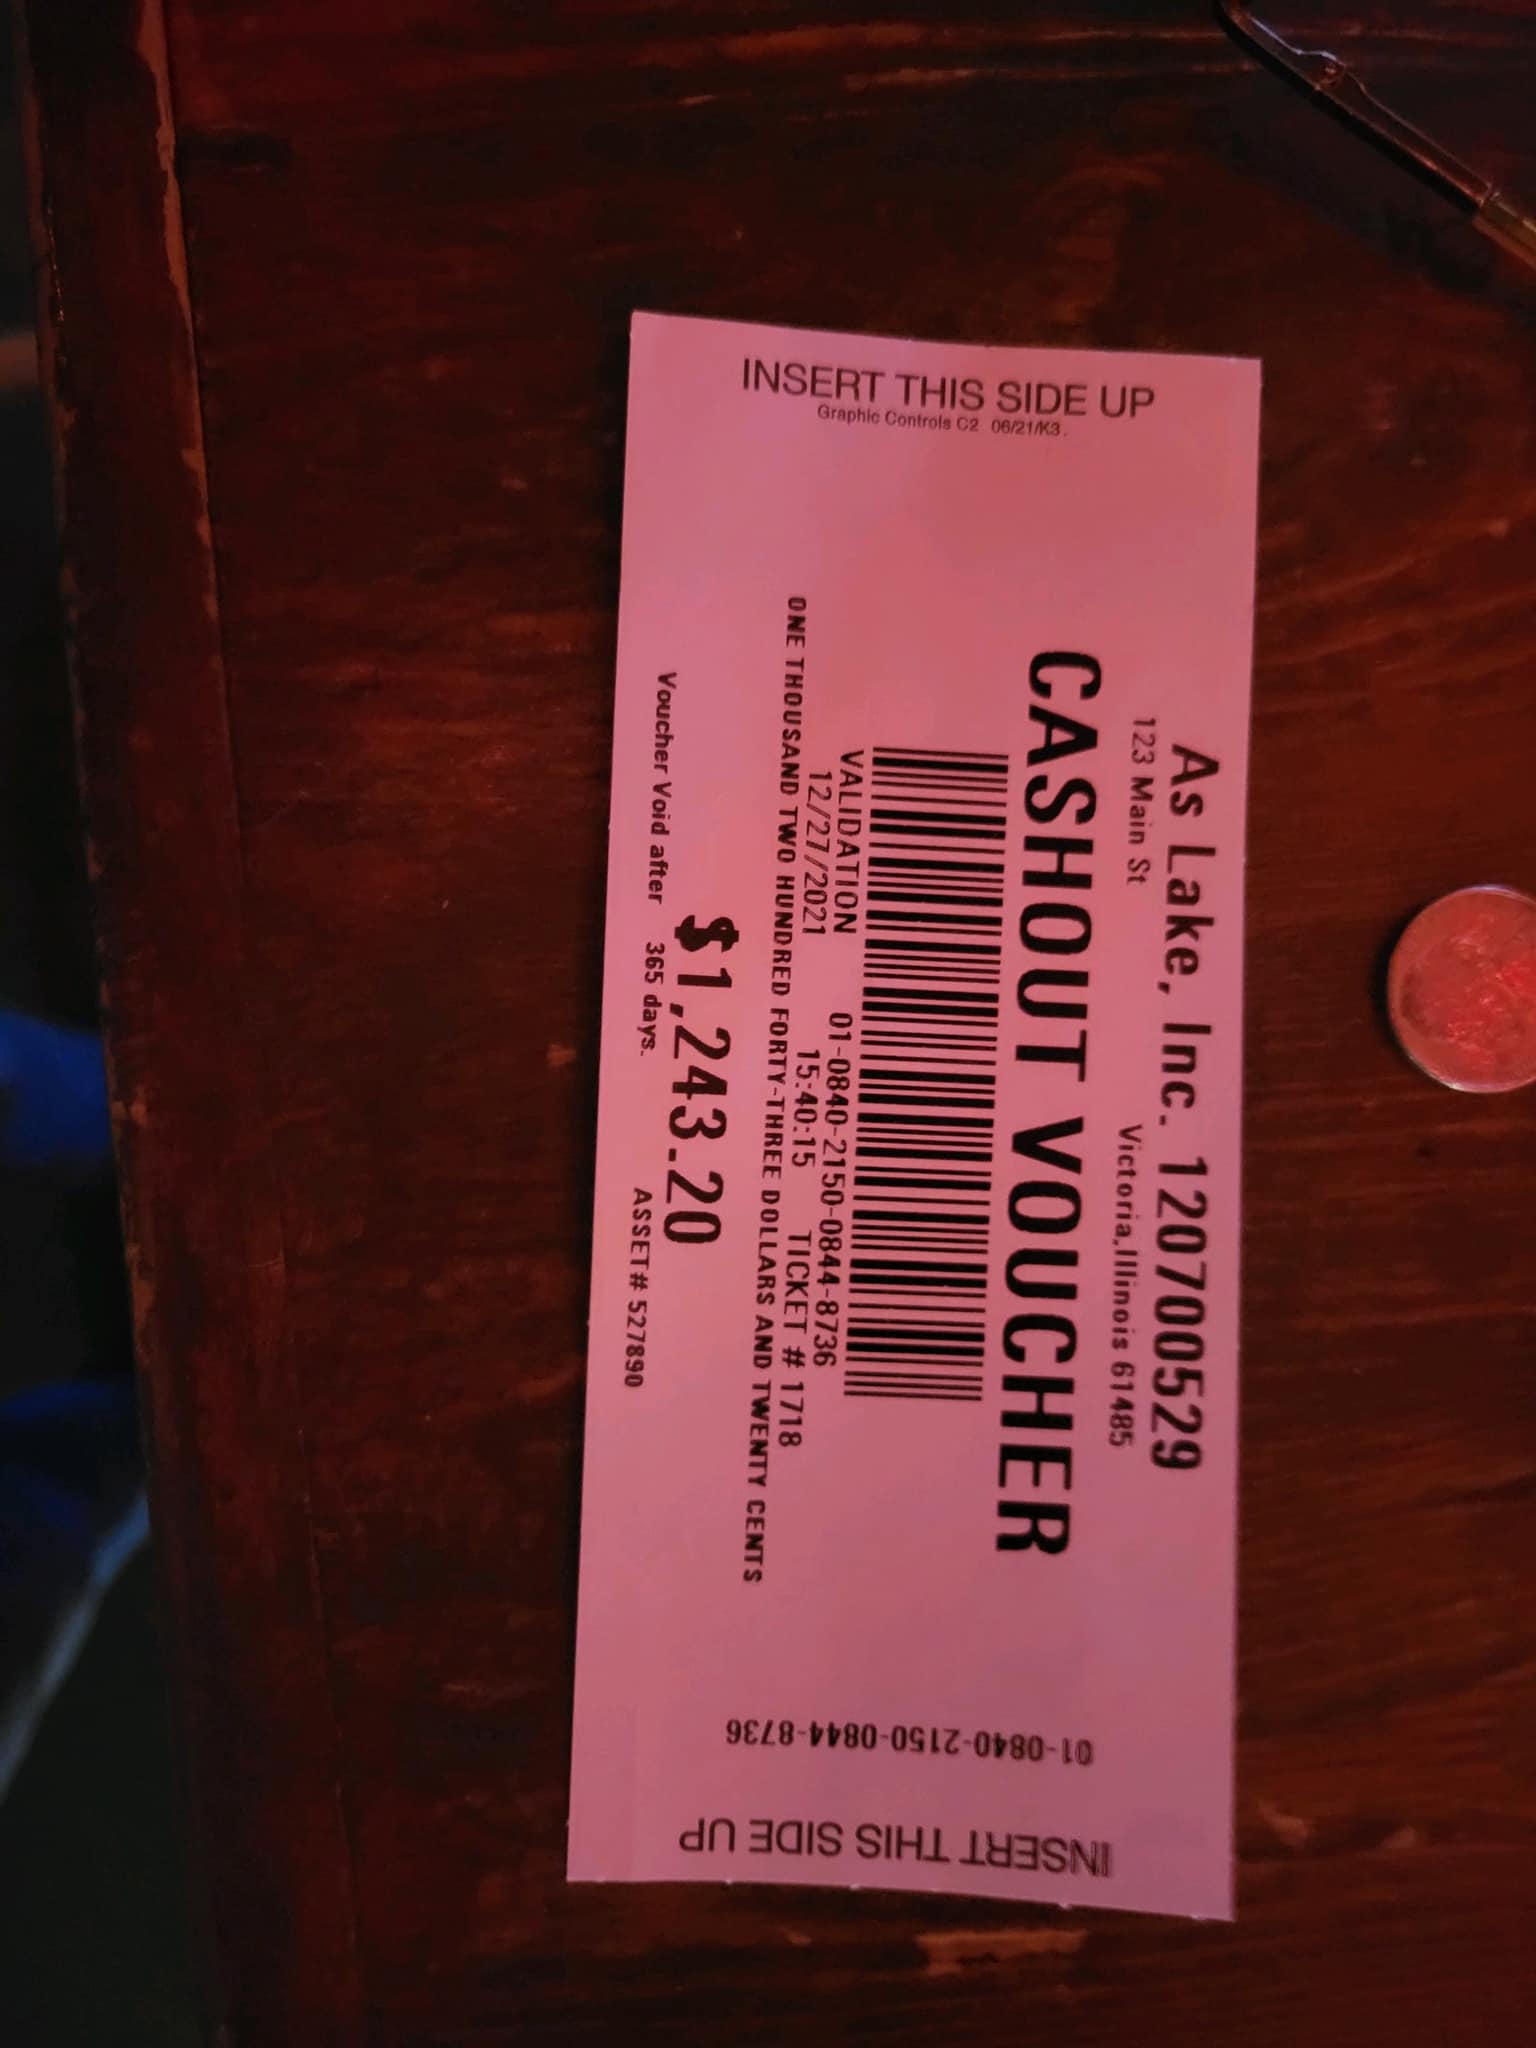 INSERT THIS SIDE UP
Graphic Controls C2 06/21/K3.
As Lake, Inc. 120700529
123 Main St Victoria,Illinois 61485
CASHOUT VOUCHER
VALIDATION 01-0840-2150-0844-8736
12/27/2021 15:40:15 TICKET # 1718
ONE THOUSAND TWO HUNDRED FORTY-THREE DOLLARS AND TWENTY CENTS
$1,243.20
Voucher Void after 365 days. ASSET# 527890
01-0840-2150-0844-8736
INSERT THIS SIDE UP